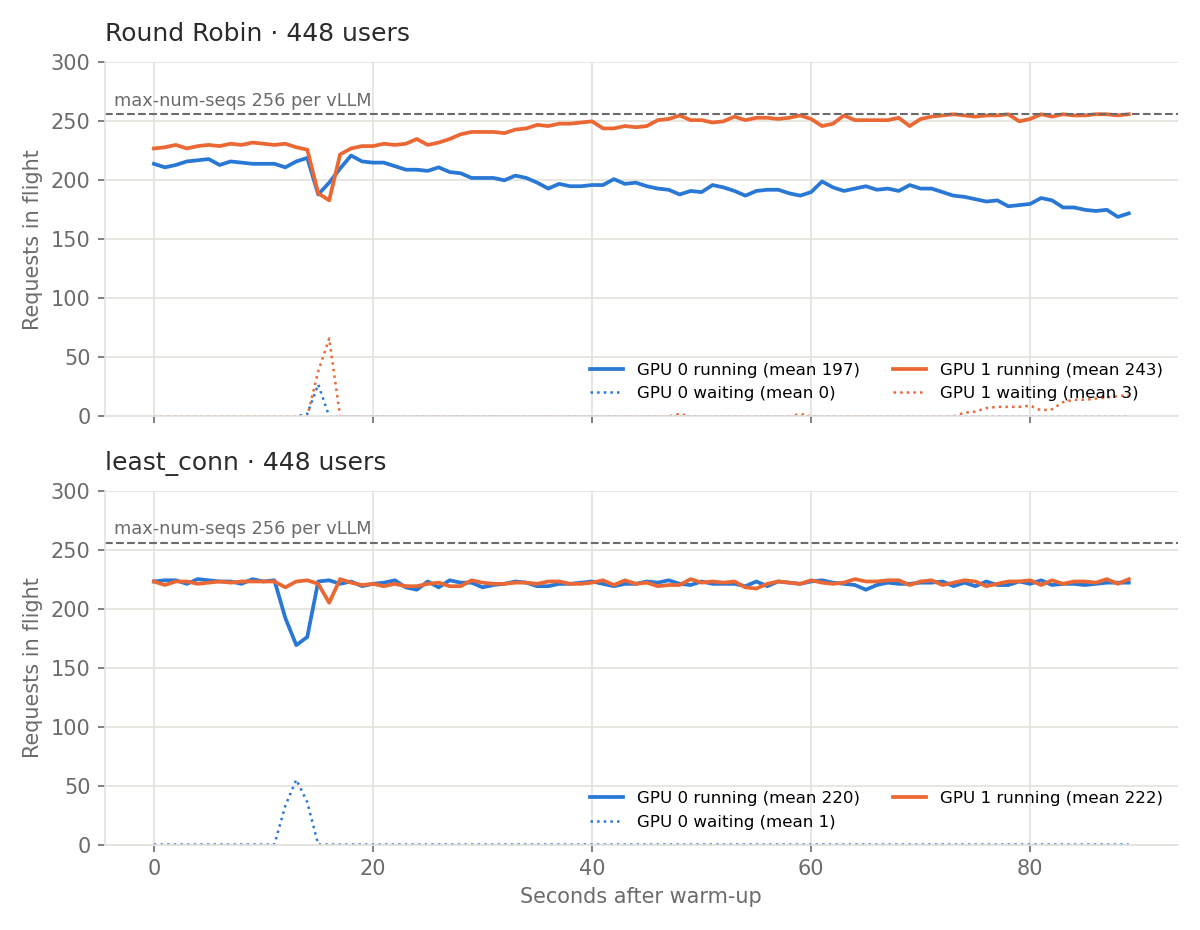 Round Robin · 448 users
300
250
200
150
100
50
0
Requests in flight
max-num-seqs 256 per vLLM
GPU 0 running (mean 197)
GPU 1 running (mean 243)
GPU 0 waiting (mean 0)
GPU 1 waiting (mean 3)
least_conn · 448 users
300
250
200
150
100
50
0
Requests in flight
max-num-seqs 256 per vLLM
GPU 0 running (mean 220)
GPU 1 running (mean 222)
GPU 0 waiting (mean 1)
0 20 40 60 80
Seconds after warm-up